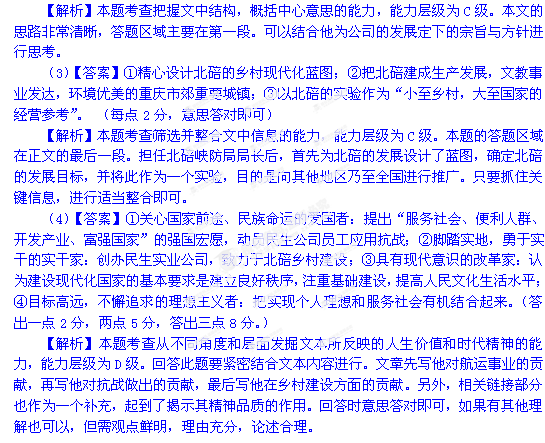 【解析】本题考查把握文中结构，概括中心意思的能力，能力层级为C级。本文的
思路非常清晰，答题区域主要在第一段。可以结合他为公司的发展定下的宗旨与方针进
行思考。
（3）【答案】①精心设计北碚的乡村现代化蓝图；②把北碚建成生产发展，文教事
业发达，环境优美的重庆市郊重要城镇；③以北碚的实验作为“小至乡村，大至国家的
经营参考”。（每点2分，意思答对即可）
【解析】本题考查筛选并整合文中信息的能力，能力层级为C级。本题的答题区域
在正文的最后一段。担任北碚峡防局局长后，首先为北碚的发展设计了蓝图，确定北碚
的发展目标，并将此作为一个实验，目的是向其他地区乃至全国进行推广。只要抓住关
键信息，进行适当整合即可。
（4）【答案】①关心国家前途、民族命运的爱国者：提出“服务社会、便利人群、
开发产业、富强国家”的强国宏愿，动员民生公司员工应用抗战；②脚踏实地，勇于实
干的实干家：创办民生实业公司，致力于北碚乡村建设；③具有现代意识的改革家：认
为建设现代化国家的基本要求是建立良好秩序，注重基础建设，提高人民文化生活水平；
④目标高远，不懈追求的理想主义者：把实现个人理想和服务社会有机结合起来。（答
出一点2分，两点5分，答出三点8分。）
【解析】本题考查从不同角度和层面发掘文本所反映的人生价值和时代精神的能
力，能力层级为D级。回答此题要紧密结合文本内容进行。文章先写他对航运事业的贡
献，再写他对抗战做出的贡献，最后写他在乡村建设方面的贡献。另外，相关链接部分
也作为一个补充，起到了揭示其精神品质的作用。回答时意思答对即可，如果有其他理
解也可以，但需观点鲜明，理由充分，论述合理。